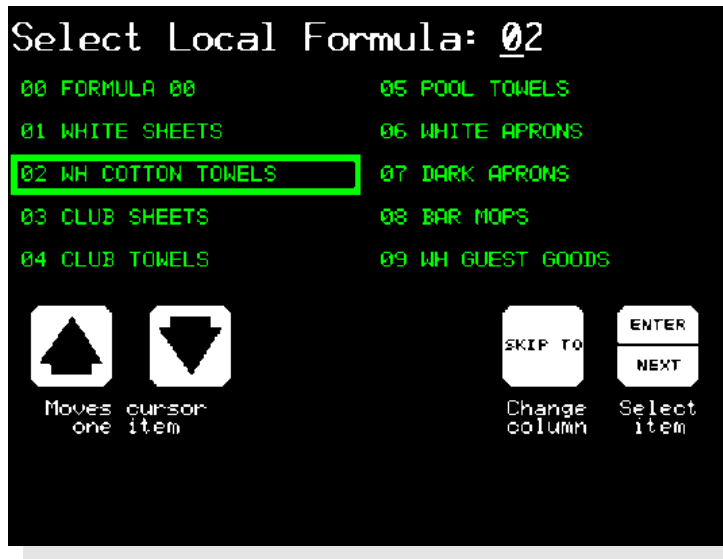 Select Local Formula: 02
00 FORMULA 00
01 WHITE SHEETS
02 WH COTTON TOWELS
03 CLUB SHEETS
04 CLUB TOWELS
05 POOL TOWELS
06 WHITE APRONS
07 DARK APRONS
08 BAR MOPS
09 WH GUEST GOODS
Moves cursor
one item
SKIP TO
Change
column
ENTER
NEXT
Select
item